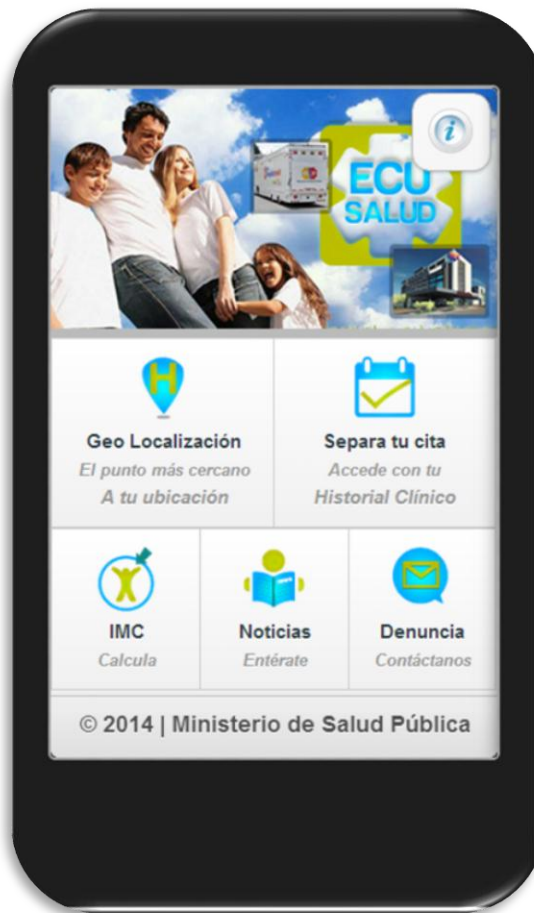 ECU
SALUD
Geo Localización
El punto más cercano
A tu ubicación
Separa tu cita
Accede con tu
Historial Clínico
IMC
Calcula
Noticias
Entérate
Denuncia
Contáctanos
© 2014 | Ministerio de Salud Pública